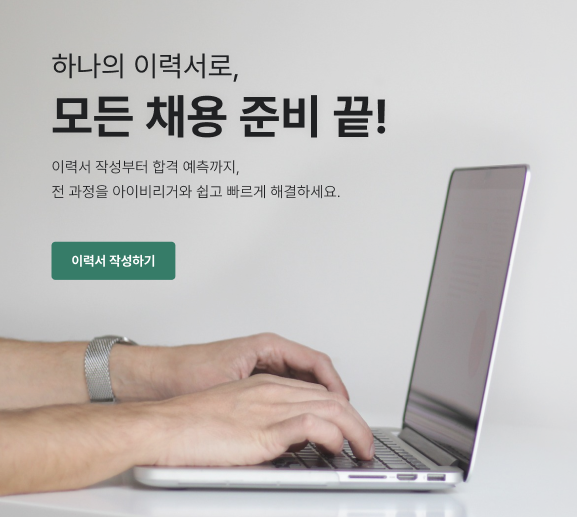 하나의 이력서로,
모든 채용 준비 끝!
이력서 작성부터 합격 예측까지,
전 과정을 아이비리거와 쉽고 빠르게 해결하세요.
이력서 작성하기